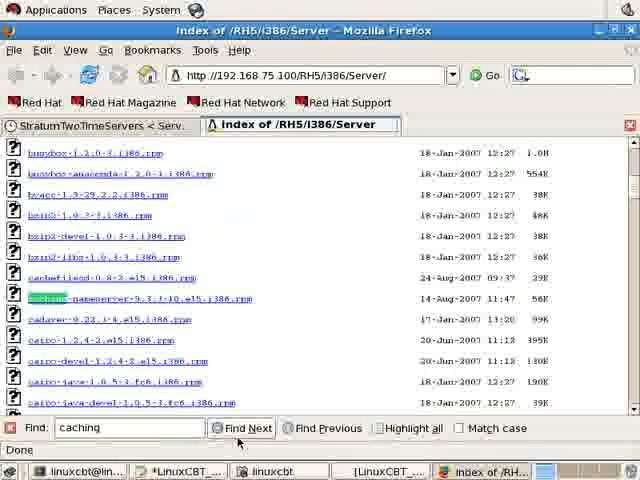 Applications Places System
Index of /RH5/i386/Server - Mozilla Firefox
File Edit View Go Bookmarks Tools Help
http://192.168.75.100/RH5/i386/Server/ Go
Red Hat Red Hat Magazine Red Hat Network Red Hat Support
StratumTwoTimeServers < Serv... Index of /RH5/i386/Server
busybox-1.2.0-3.i386.rpm 18-Jan-2007 12:27 1.0M
busybox-anaconda-1.2.0-3.i386.rpm 18-Jan-2007 12:27 554K
byacc-1.9-29.2.2.i386.rpm 18-Jan-2007 12:27 38K
bzip2-1.0.3-3.i386.rpm 18-Jan-2007 12:27 48K
bzip2-devel-1.0.3-3.i386.rpm 18-Jan-2007 12:27 38K
bzip2-libs-1.0.3-3.i386.rpm 18-Jan-2007 12:27 36K
cachefilesd-0.8-2.el5.i386.rpm 24-Aug-2007 09:37 29K
caching-nameserver-9.3.3-10.el5.i386.rpm 14-Aug-2007 11:47 56K
cadaver-0.22.3-4.el5.i386.rpm 17-Jan-2007 13:20 99K
cairo-1.2.4-2.el5.i386.rpm 20-Jun-2007 11:13 395K
cairo-devel-1.2.4-2.el5.i386.rpm 20-Jun-2007 11:13 130K
cairo-java-1.0.5-3.fc6.i386.rpm 18-Jan-2007 12:27 190K
cairo-java-devel-1.0.5-3.fc6.i386.rpm 18-Jan-2007 12:27 39K
Find: caching Find Next Find Previous Highlight all Match case
Done
linuxcbt@lin... *LinuxCBT_... linuxcbt [LinuxCBT_... Index of /RH...